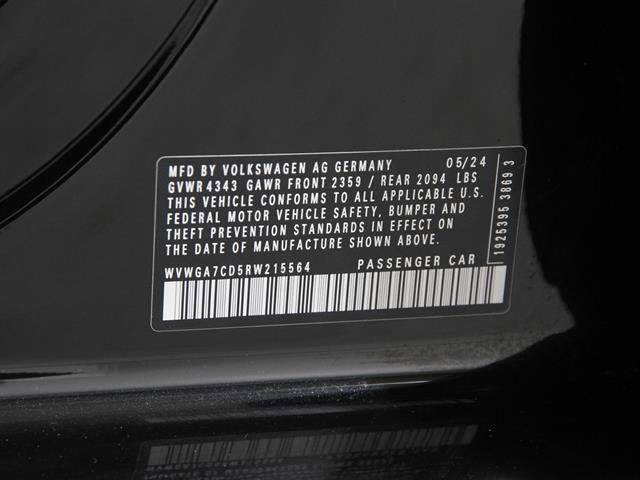 MFD BY VOLKSWAGEN AG GERMANY 05/24
GVWR 4343 GAWR FRONT 2359 / REAR 2094 LBS
THIS VEHICLE CONFORMS TO ALL APPLICABLE U.S.
FEDERAL MOTOR VEHICLE SAFETY, BUMPER AND
THEFT PREVENTION STANDARDS IN EFFECT ON
THE DATE OF MANUFACTURE SHOWN ABOVE.
WVWGA7CD5RW215564 PASSENGER CAR
1925395 3869 3